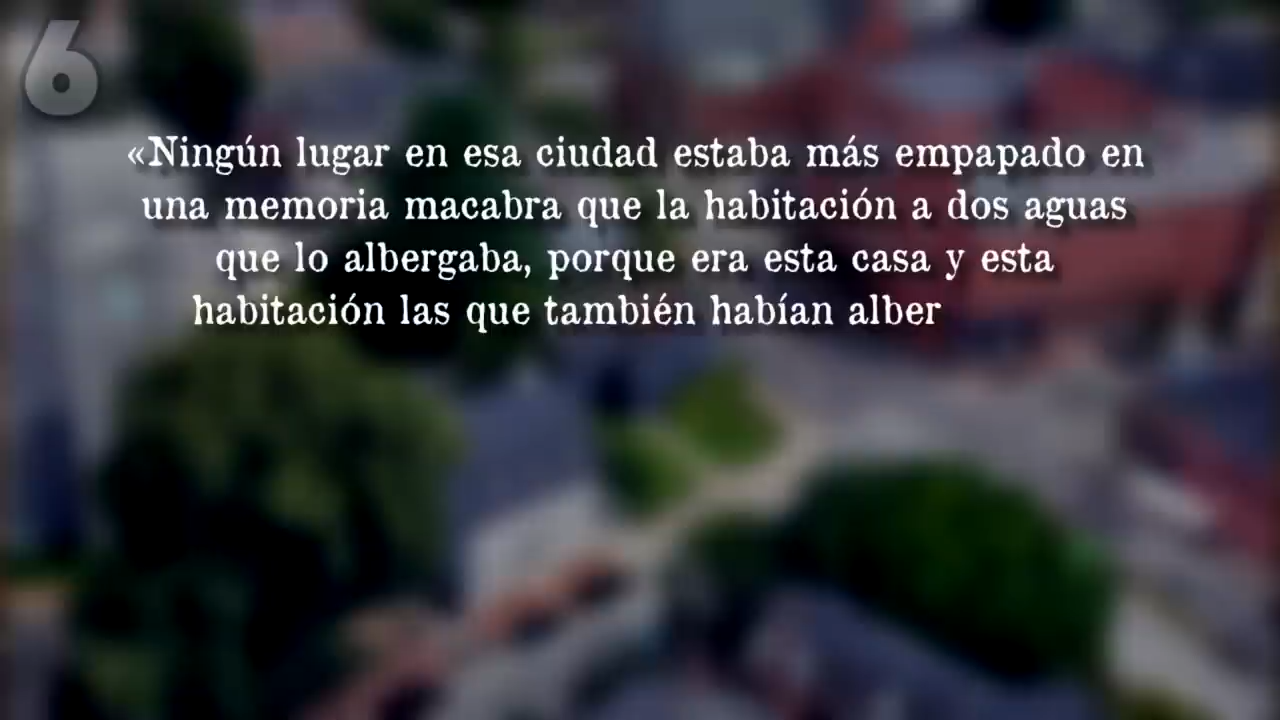 6
«Ningún lugar en esa ciudad estaba más empapado en
una memoria macabra que la habitación a dos aguas
que lo albergaba, porque era esta casa y esta
habitación las que también habían alber